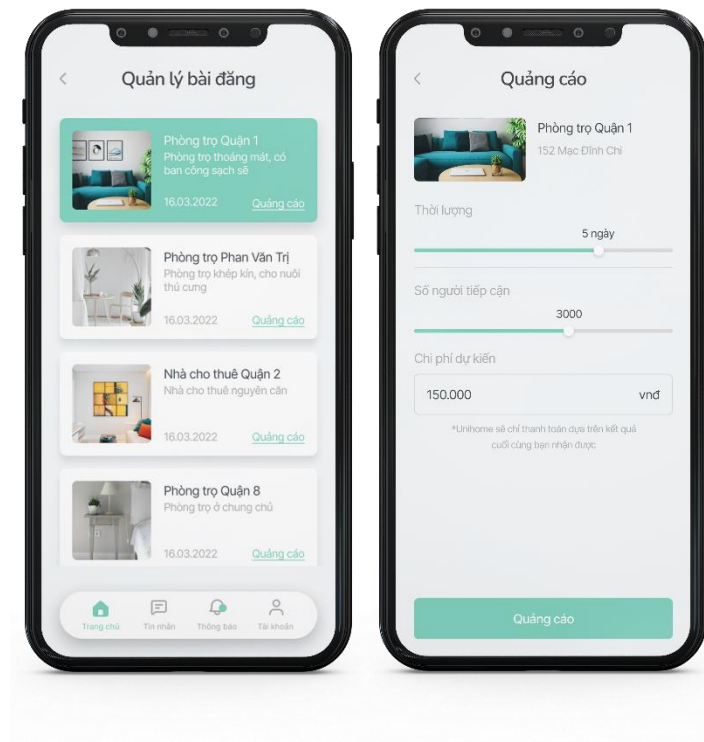 Quản lý bài đăng
Phòng trọ Quận 1
Phòng trọ thoáng mát, có
ban công sạch sẽ
16.03.2022 Quảng cáo
Phòng trọ Phan Văn Trị
Phòng trọ khép kín, cho nuôi
thú cưng
16.03.2022 Quảng cáo
Nhà cho thuê Quận 2
Nhà cho thuê nguyên căn
16.03.2022 Quảng cáo
Phòng trọ Quận 8
Phòng trọ ở chung chủ
16.03.2022 Quảng cáo
Trang chủ Tin nhắn Thông báo Tài khoản
Quảng cáo
Phòng trọ Quận 1
152 Mạc Đĩnh Chi
Thời lượng
5 ngày
Số người tiếp cận
3000
Chi phí dự kiến
150.000 vnđ
*Unihome sẽ chỉ thanh toán dựa trên kết quả
cuối cùng bạn nhận được
Quảng cáo